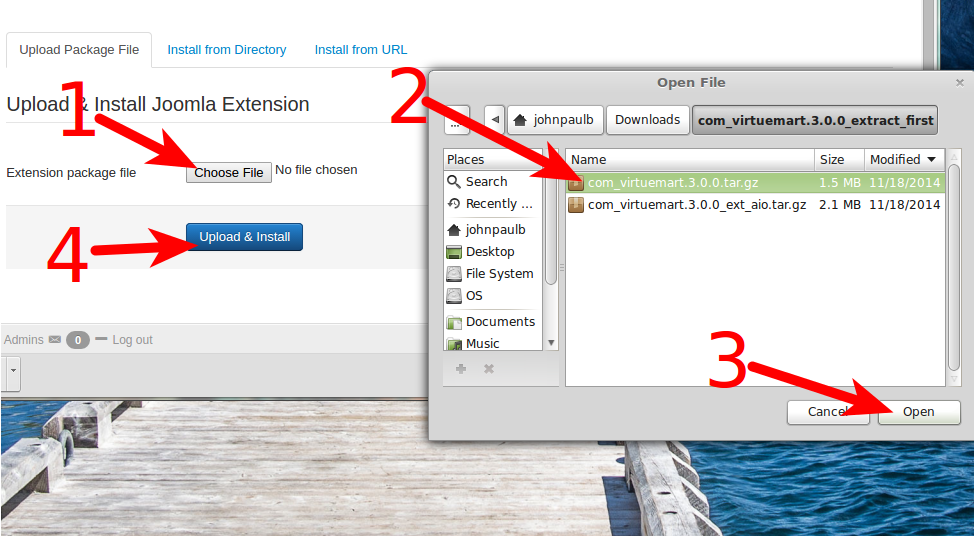 Upload Package File Install from Directory Install from URL
Upload & Install Joomla Extension
1
Extension package file Choose File No file chosen
4
Upload & Install
Admins 0 Log out
Open File
2
... johnpaulb Downloads com_virtuemart.3.0.0_extract_first
Places
Search
Recently ...
johnpaulb
Desktop
File System
OS
Documents
Music
Name Size Modified
com_virtuemart.3.0.0.tar.gz 1.5 MB 11/18/2014
com_virtuemart.3.0.0_ext_aio.tar.gz 2.1 MB 11/18/2014
3
Cancel Open